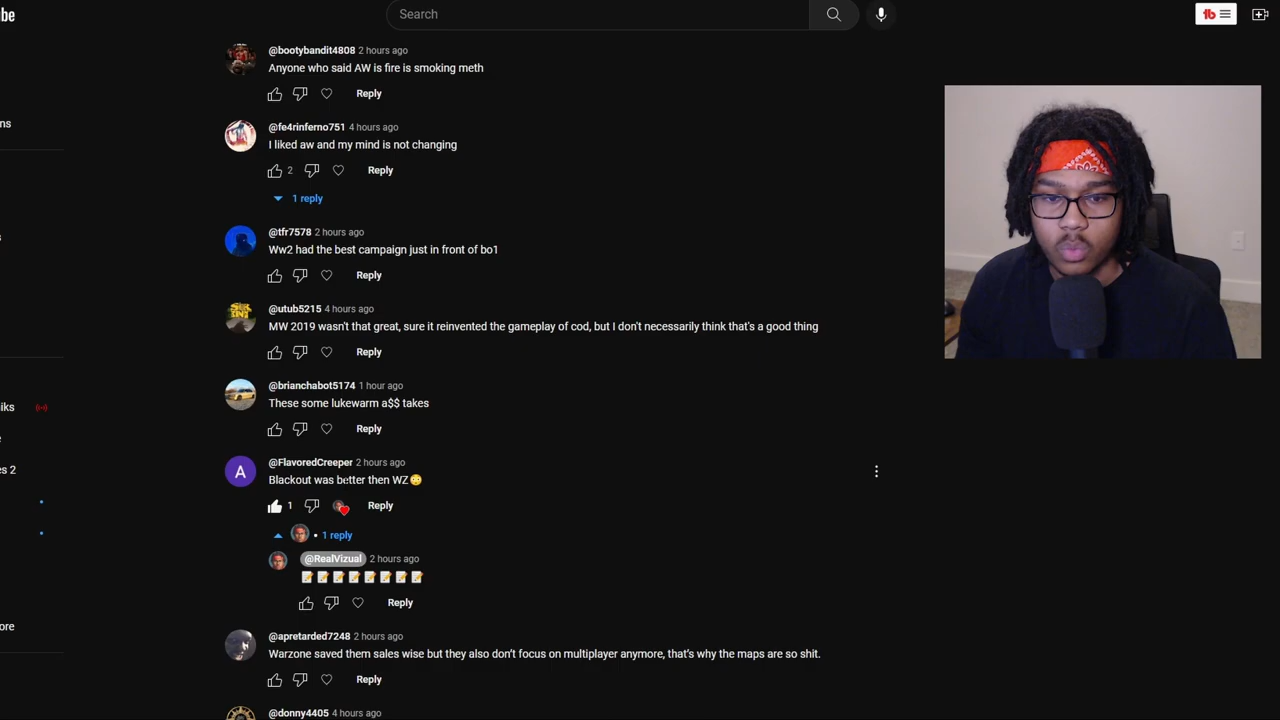 be
Search
@bootybandit4808 2 hours ago
Anyone who said AW is fire is smoking meth
Reply
ns
@fe4rinferno751 4 hours ago
I liked aw and my mind is not changing
2 Reply
1 reply
@tfr7578 2 hours ago
Ww2 had the best campaign just in front of bo1
Reply
@utub5215 4 hours ago
MW 2019 wasn't that great, sure it reinvented the gameplay of cod, but I don't necessarily think that's a good thing
Reply
@brianchabot5174 1 hour ago
These some lukewarm a$$ takes
iks
Reply
e
@FlavoredCreeper 2 hours ago
es 2
A
Blackout was better then WZ😳
1 Reply
• 1 reply
@RealVizual 2 hours ago
📝📝📝📝📝📝📝📝
Reply
ore
@apretarded7248 2 hours ago
Warzone saved them sales wise but they also don't focus on multiplayer anymore, that's why the maps are so shit.
Reply
@donny4405 4 hours ago